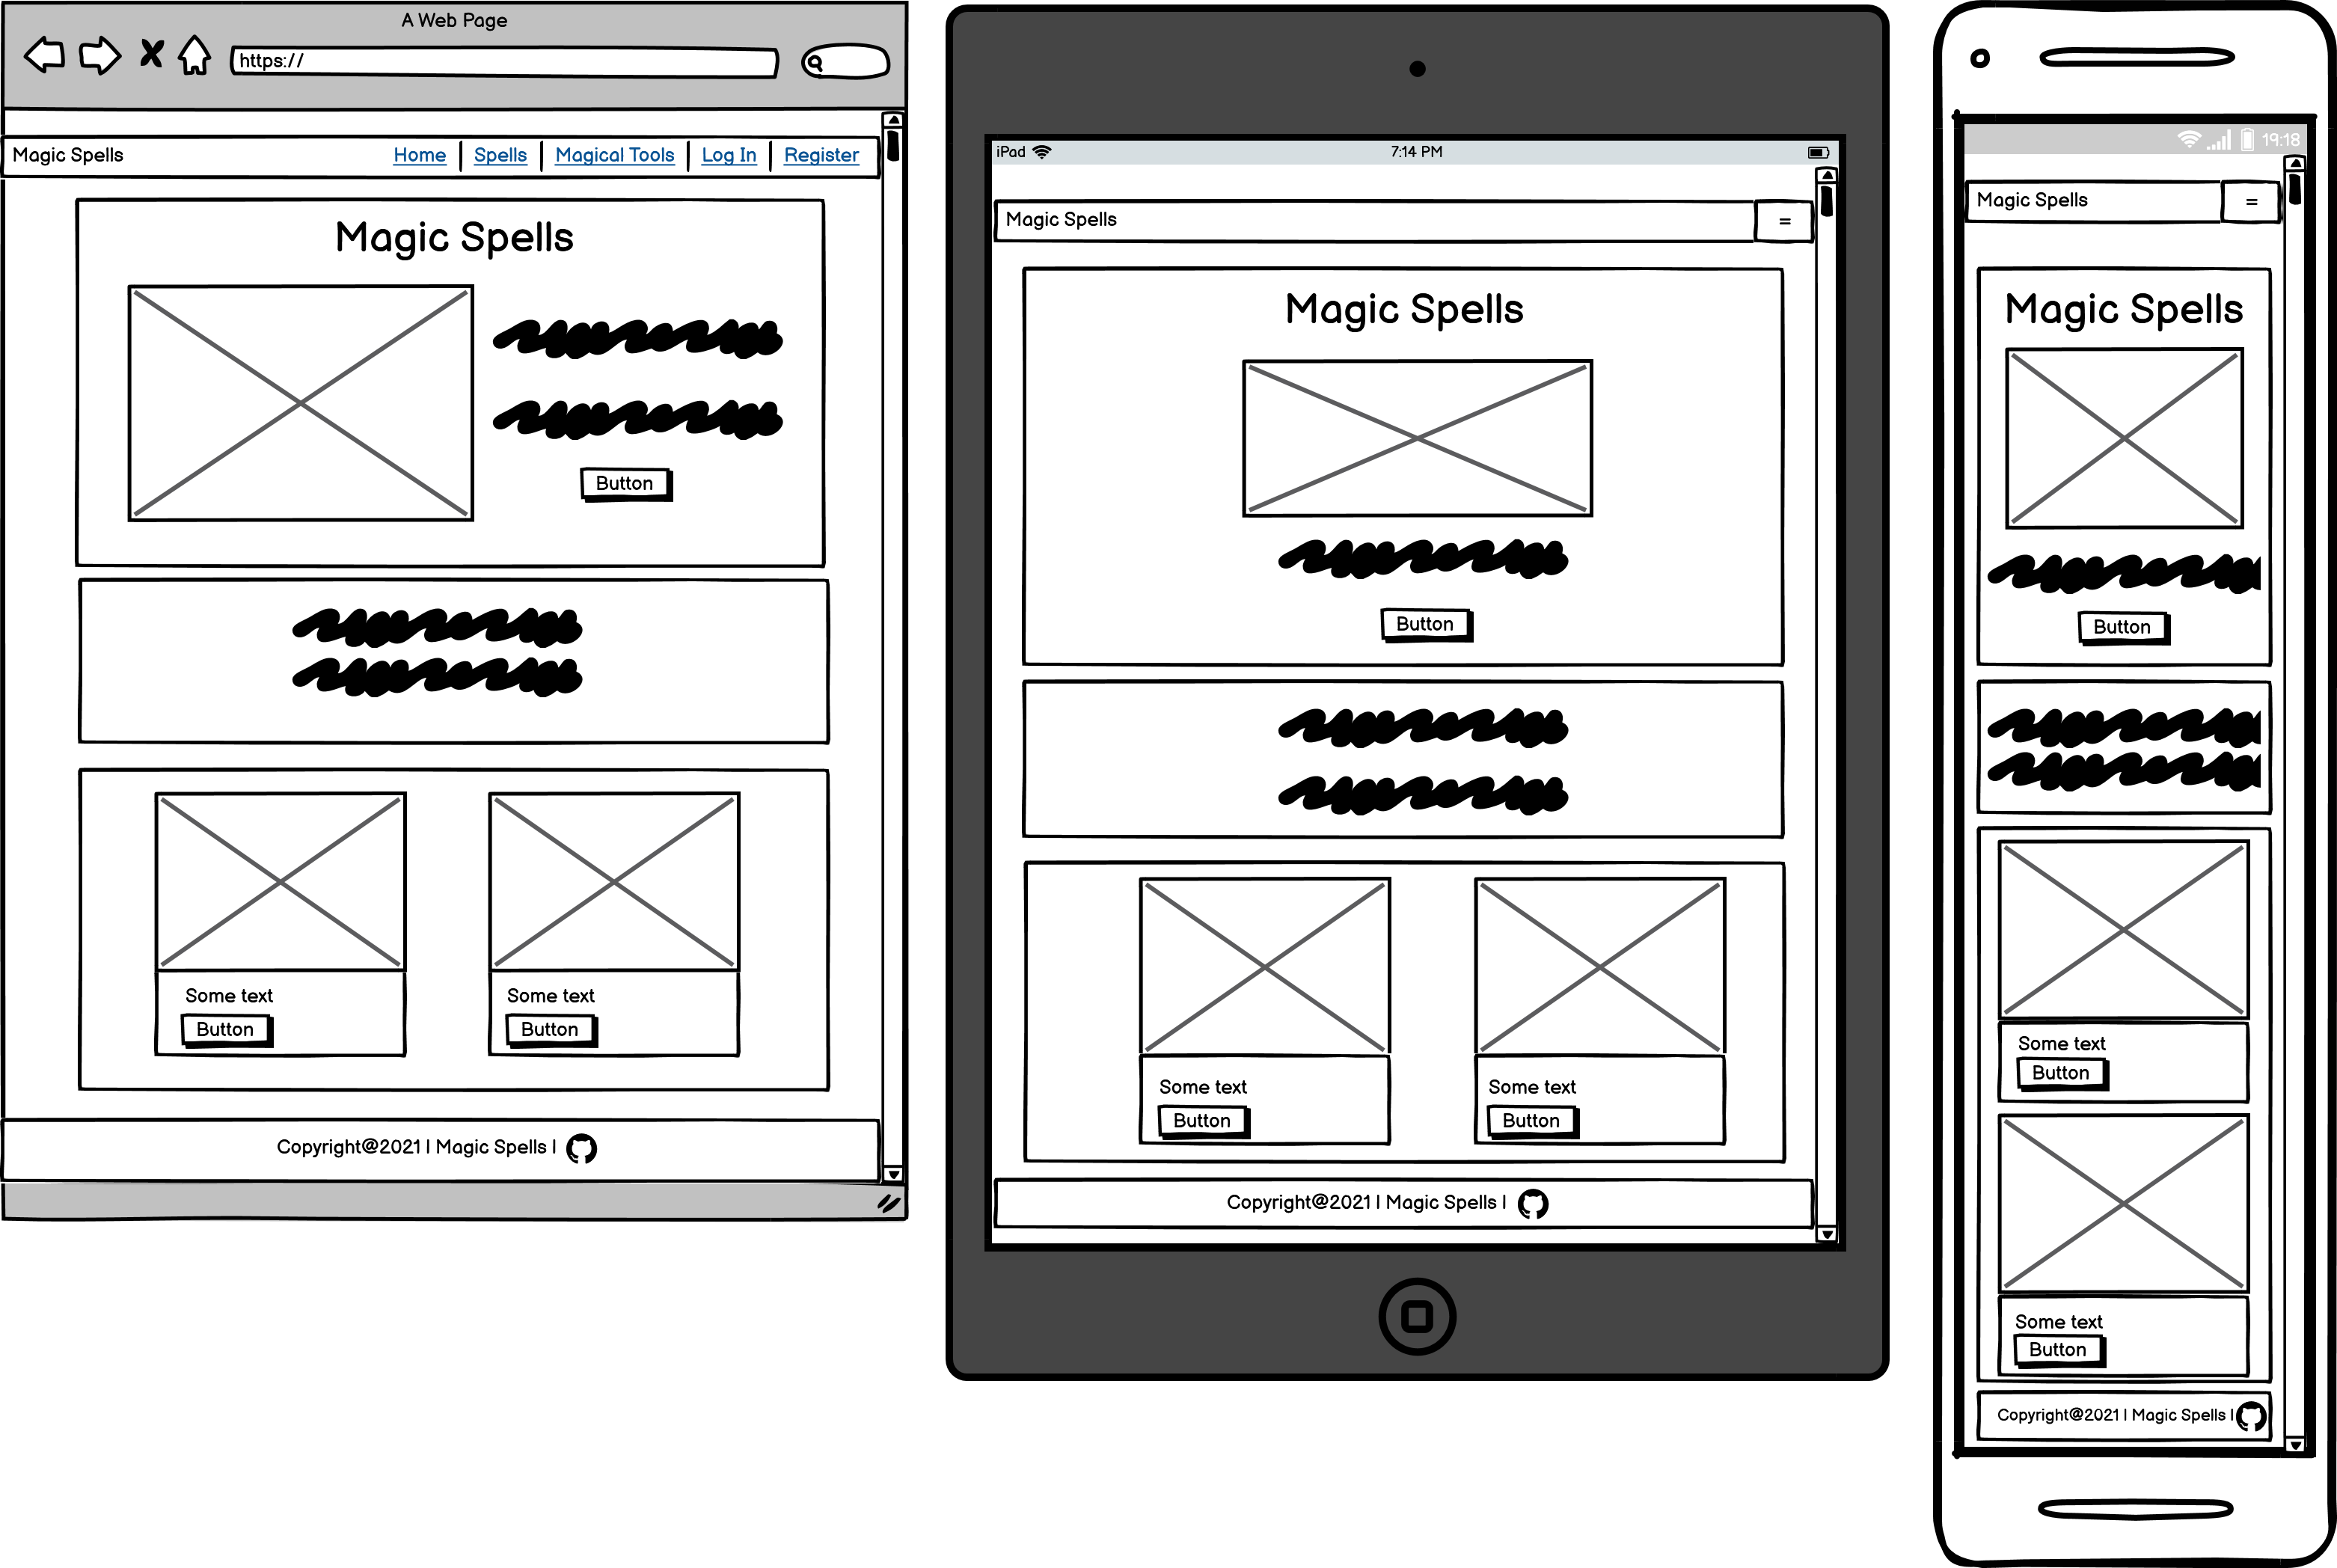 A Web Page
https://
Magic Spells Home Spells Magical Tools Log In Register
Magic Spells
Button
Some text Some text
Button Button
Copyright@2021 | Magic Spells |
iPad 7:14 PM
Magic Spells =
Magic Spells
Button
Some text Some text
Button Button
Copyright@2021 | Magic Spells |
19:18
Magic Spells =
Magic Spells
Button
Some text
Button
Some text
Button
Copyright@2021 | Magic Spells |